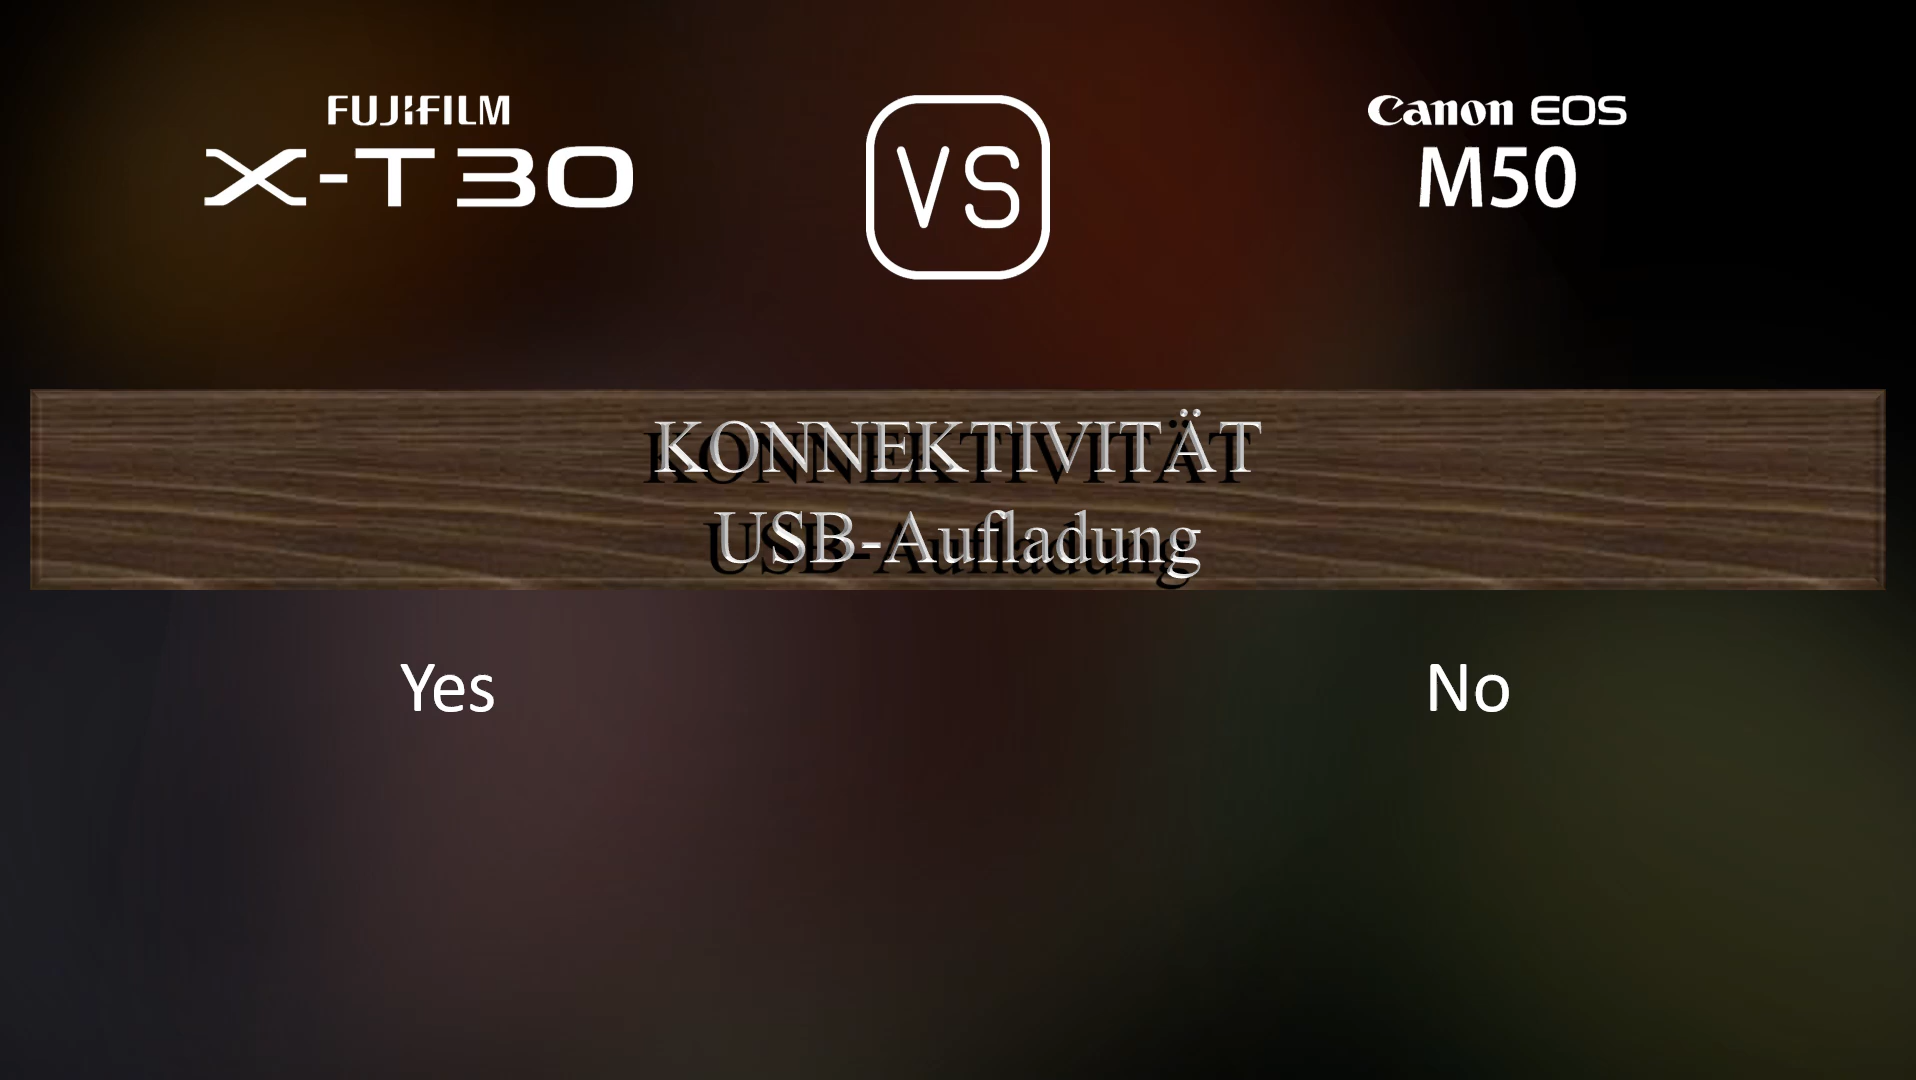 FUJIFILM
X-T30
VS
Canon EOS
M50
KONNEKTIVITÄT
USB-Aufladung
Yes
No